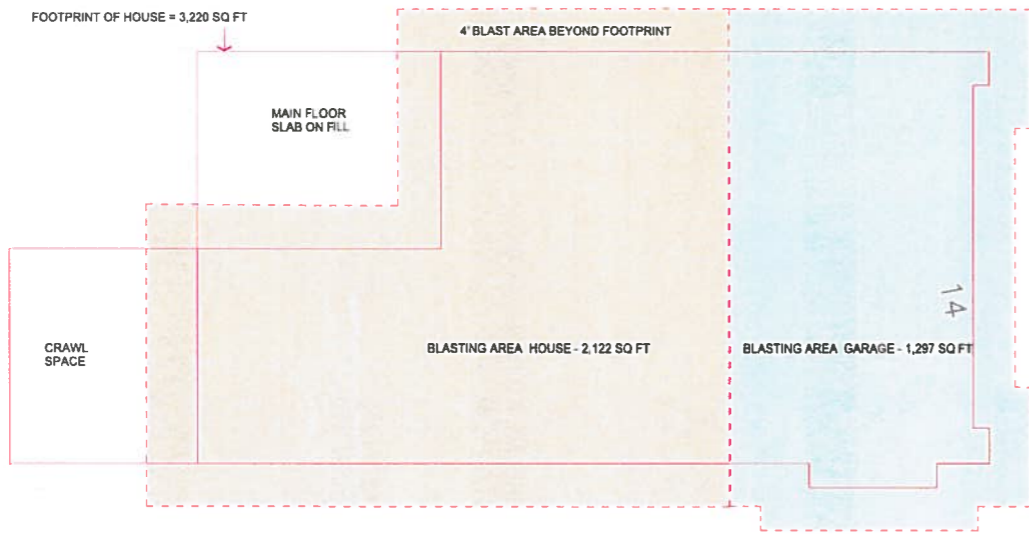 FOOTPRINT OF HOUSE = 3,220 SQ FT
4' BLAST AREA BEYOND FOOTPRINT
MAIN FLOOR
SLAB ON FILL
14
CRAWL
SPACE
BLASTING AREA HOUSE - 2,122 SQ FT
BLASTING AREA GARAGE - 1,297 SQ FT